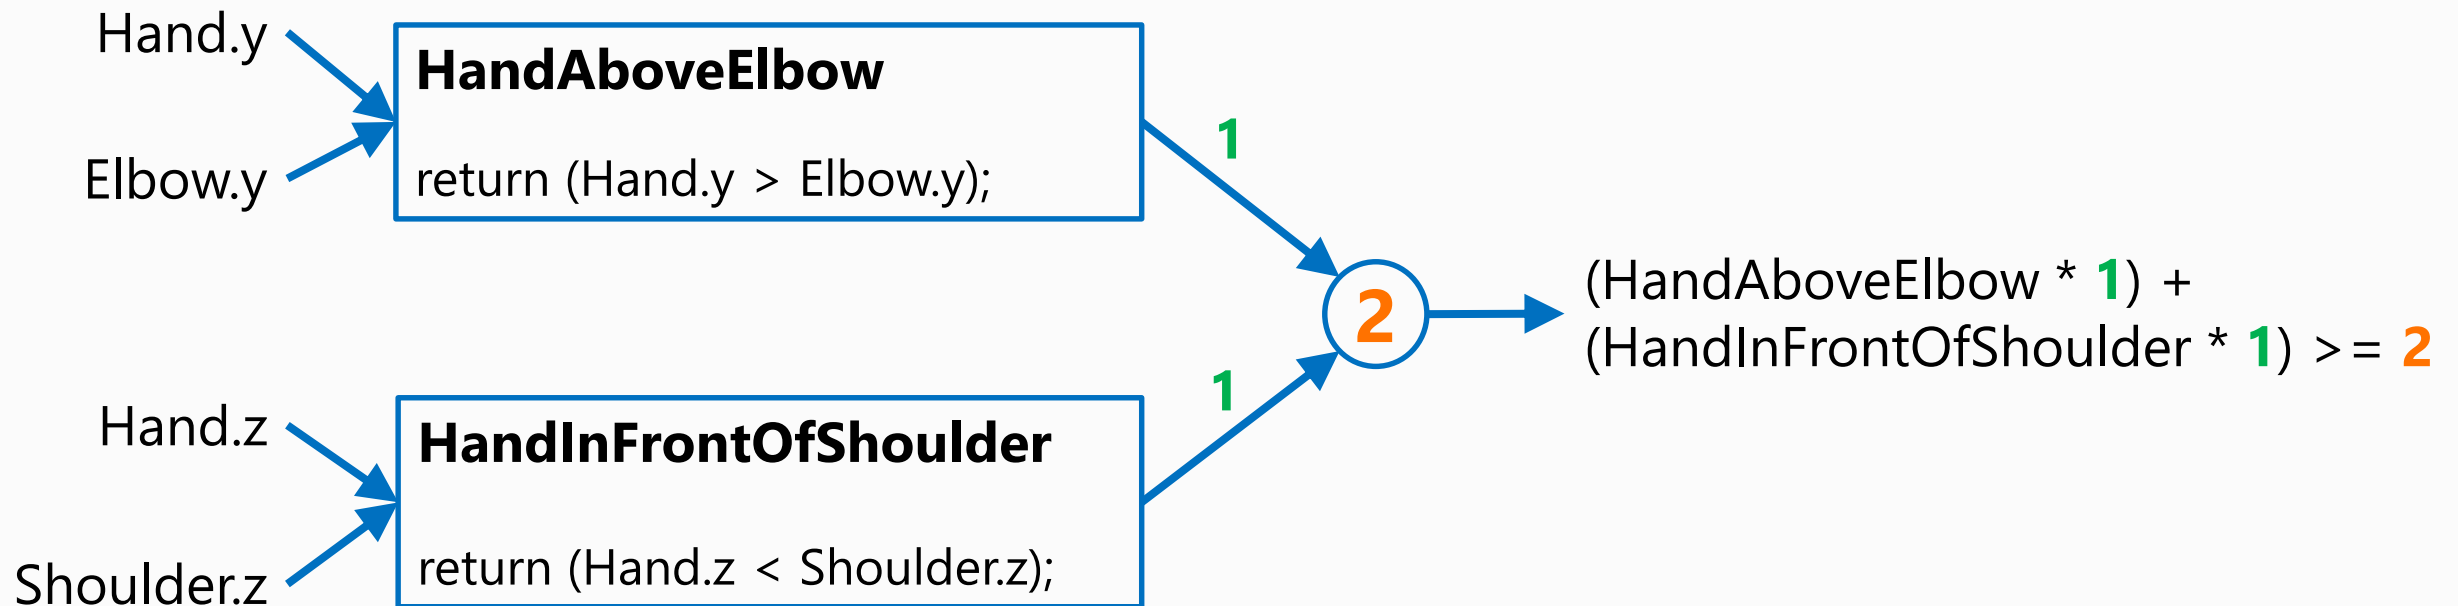 Hand.y
Elbow.y
HandAboveElbow
return (Hand.y > Elbow.y);
1
Hand.z
Shoulder.z
HandInFrontOfShoulder
return (Hand.z < Shoulder.z);
1
2
(HandAboveElbow * 1) +
(HandInFrontOfShoulder * 1) >= 2